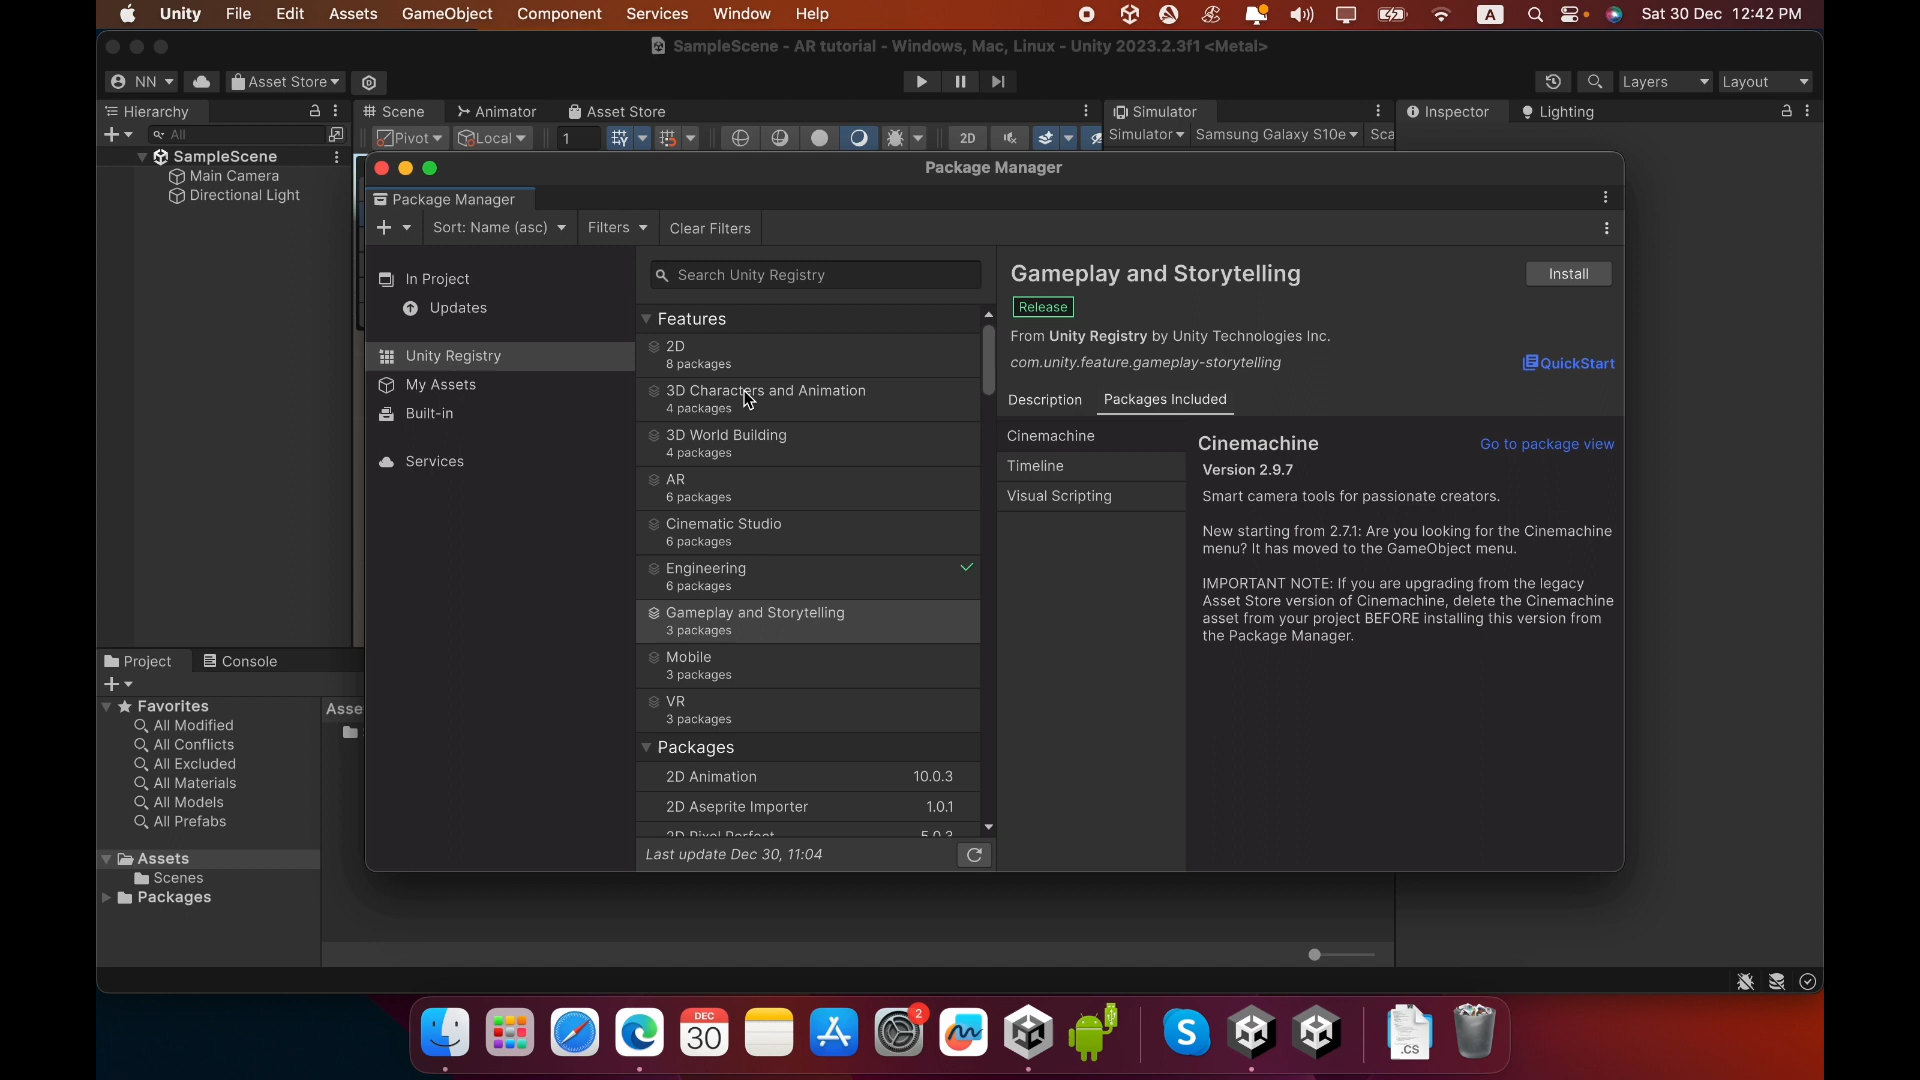 Unity File Edit Assets GameObject Component Services Window Help A Sat 30 Dec 12:42 PM
SampleScene - AR tutorial - Windows, Mac, Linux - Unity 2023.2.3f1 <Metal>
NN Asset Store Layers Layout
Hierarchy Scene Animator Asset Store Simulator Inspector Lighting
All Pivot Local 1 2D Simulator Samsung Galaxy S10e Sca
SampleScene
Main Camera
Directional Light
Package Manager
Package Manager
Sort: Name (asc) Filters Clear Filters
In Project
Updates
Unity Registry
My Assets
Built-in
Services
Search Unity Registry
Features
2D
8 packages
3D Characters and Animation
4 packages
3D World Building
4 packages
AR
6 packages
Cinematic Studio
6 packages
Engineering
6 packages
Gameplay and Storytelling
3 packages
Mobile
3 packages
VR
3 packages
Packages
2D Animation 10.0.3
2D Aseprite Importer 1.0.1
2D Pixel Perfect 5.0.3
Last update Dec 30, 11:04
Gameplay and Storytelling Install
Release
From Unity Registry by Unity Technologies Inc.
com.unity.feature.gameplay-storytelling QuickStart
Description Packages Included
Cinemachine
Timeline
Visual Scripting
Cinemachine Go to package view
Version 2.9.7
Smart camera tools for passionate creators.
New starting from 2.7.1: Are you looking for the Cinemachine
menu? It has moved to the GameObject menu.
IMPORTANT NOTE: If you are upgrading from the legacy
Asset Store version of Cinemachine, delete the Cinemachine
asset from your project BEFORE installing this version from
the Package Manager.
Project Console
Favorites
All Modified
All Conflicts
All Excluded
All Materials
All Models
All Prefabs
Assets
Scenes
Packages
Asse
2
DEC
30
S
.CS